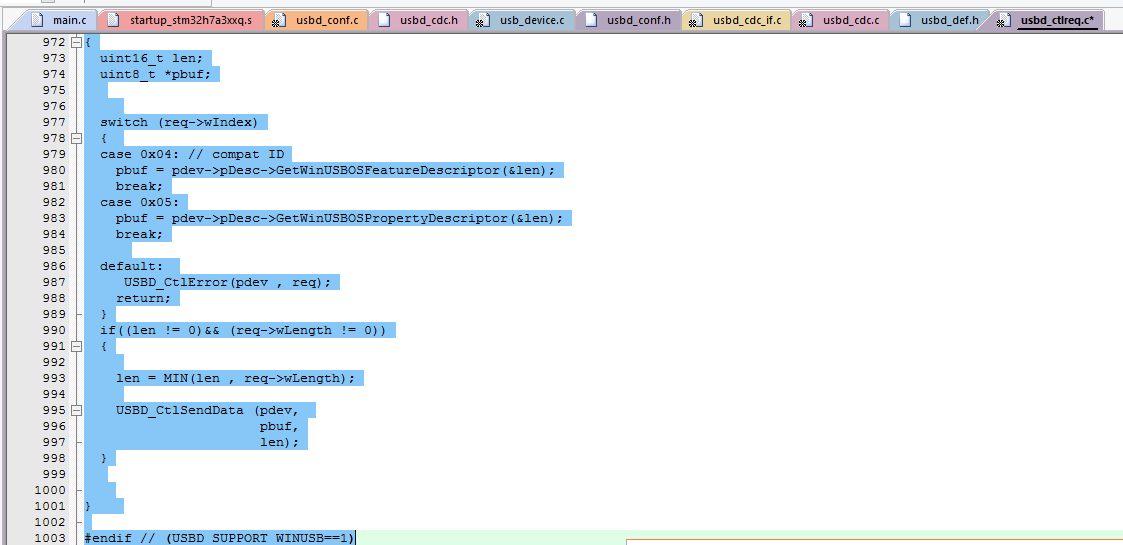 main.c startup_stm32h7a3xxq.s usbd_conf.c usbd_cdc.h usb_device.c usbd_conf.h usbd_cdc_if.c usbd_cdc.c usbd_def.h usbd_ctlreq.c*
972 {
973 uint16_t len;
974 uint8_t *pbuf;
975
976
977 switch (req->wIndex)
978 {
979 case 0x04: // compat ID
980 pbuf = pdev->pDesc->GetWinUSBOSFeatureDescriptor(&len);
981 break;
982 case 0x05:
983 pbuf = pdev->pDesc->GetWinUSBOSPropertyDescriptor(&len);
984 break;
985
986 default:
987 USBD_CtlError(pdev , req);
988 return;
989 }
990 if((len != 0)&& (req->wLength != 0))
991 {
992
993 len = MIN(len , req->wLength);
994
995 USBD_CtlSendData (pdev,
996 pbuf,
997 len);
998 }
999
1000
1001 }
1002
1003 #endif // (USBD_SUPPORT_WINUSB==1)